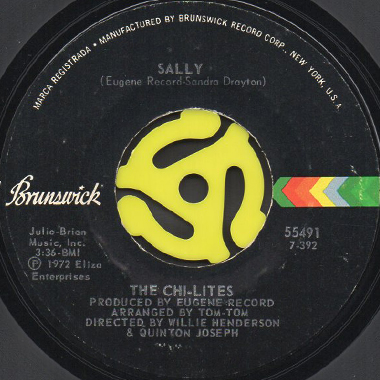 MARCA REGISTRADA • MANUFACTURED BY BRUNSWICK RECORD CORP., NEW YORK, U.S.A.
SALLY
(Eugene Record-Sandra Drayton)
Brunswick
Julio-Brian
Music, Inc.
3:36-BMI
Ⓟ 1972 Eliza
Enterprises
55491
7-392
THE CHI-LITES
PRODUCED BY EUGENE RECORD
ARRANGED BY TOM-TOM
DIRECTED BY WILLIE HENDERSON
& QUINTON JOSEPH